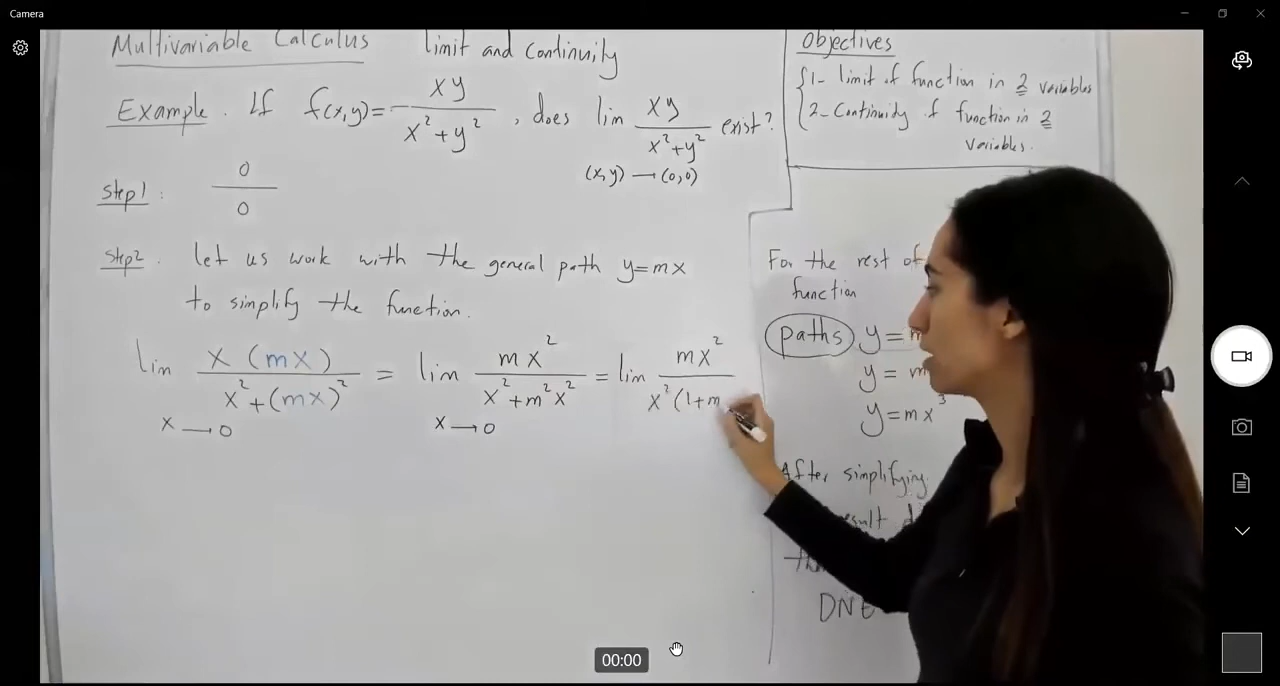 Camera
Multivariable Calculus limit and Continuity
Example. If f(x,y)= xy / x²+y² , does lim xy / x²+y² exist?
(x,y) → (0,0)
Step1: 0 / 0
Step2. Let us work with the general path y=mx
to simplify the function.
lim x (mx) / x²+(mx)² = lim mx² / x²+m²x² = lim mx² / x²(1+m
x → 0 x → 0
Objectives
1- limit of function in 2 variables
2- Continuity of function in 2
variables.
For the rest of
function
paths y=
y =
y=mx³
After simplifying
result
DNE
00:00